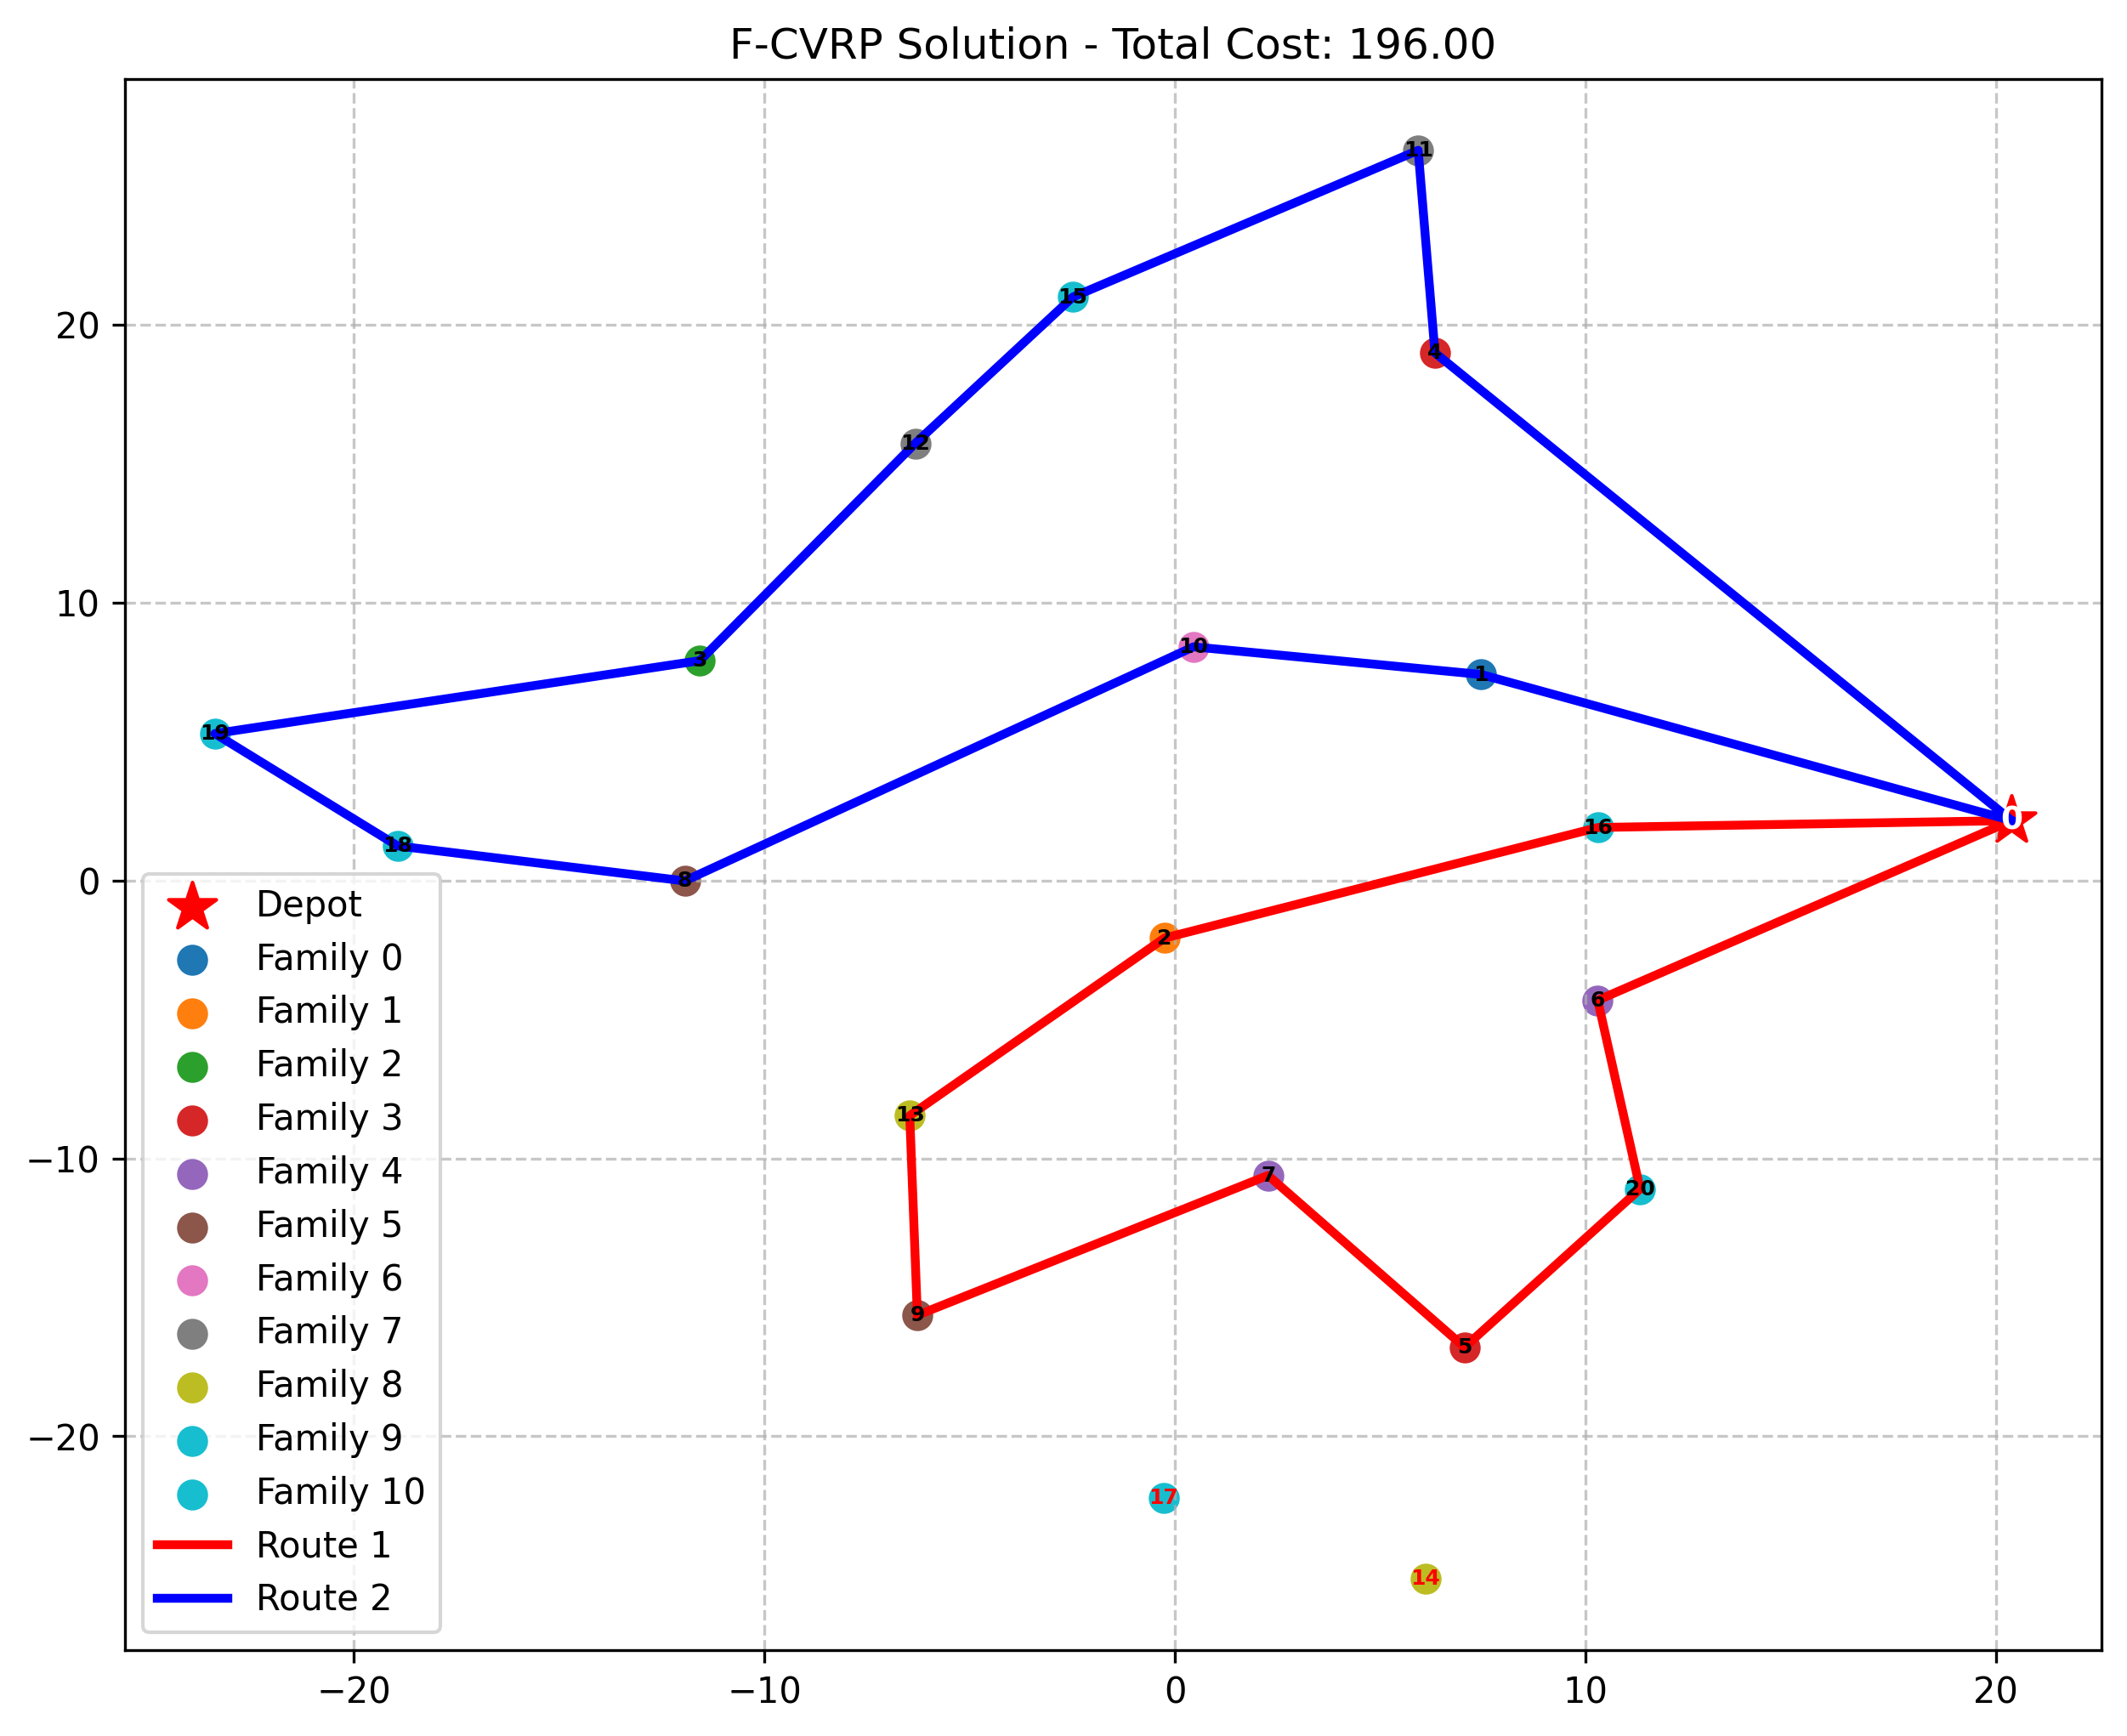 F-CVRP Solution - Total Cost: 196.00
11
15
20
4
12
10
10
3
1
19
0
16
18
0
8
2
6
13
−10
7
20
9
5
−20
17
14
Depot
Family 0
Family 1
Family 2
Family 3
Family 4
Family 5
Family 6
Family 7
Family 8
Family 9
Family 10
Route 1
Route 2
−20
−10
0
10
20